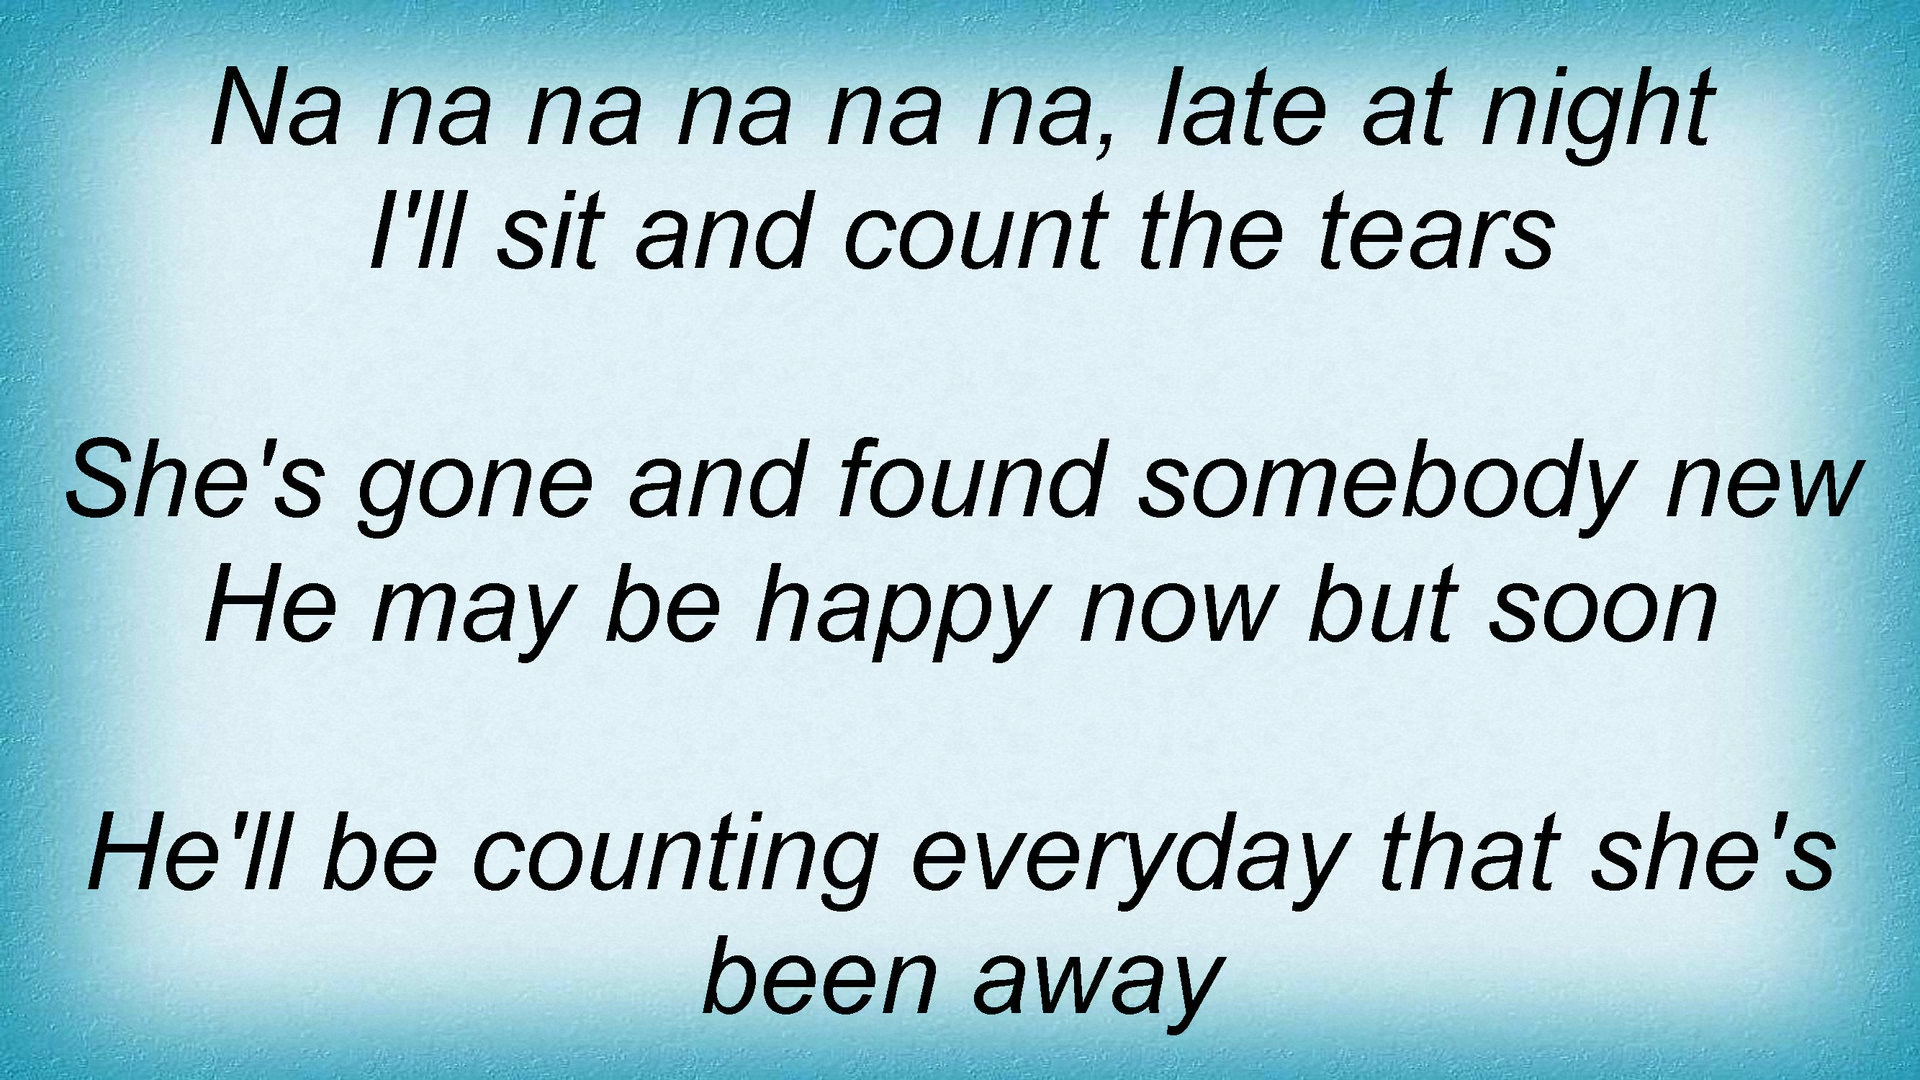 Na na na na na na, late at night
I'll sit and count the tears
She's gone and found somebody new
He may be happy now but soon
He'll be counting everyday that she's
been away